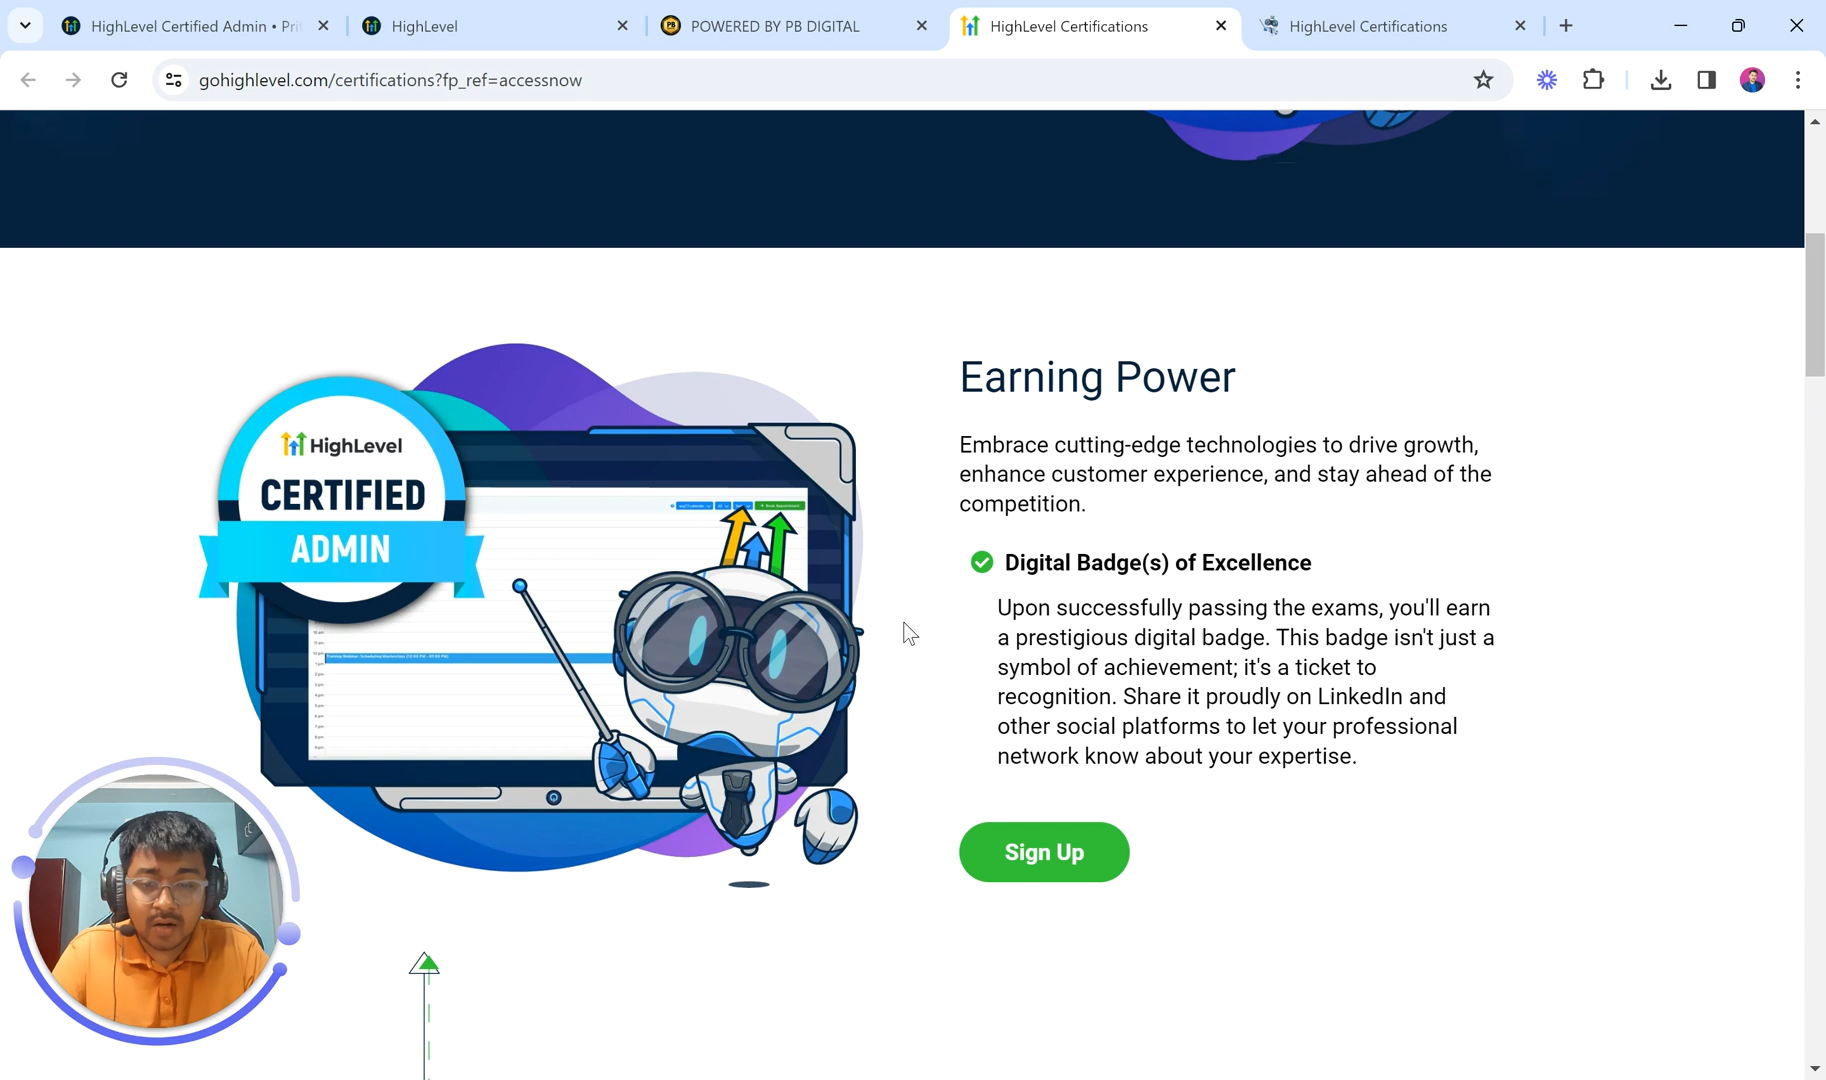 HighLevel Certified Admin • Pri
HighLevel
POWERED BY PB DIGITAL
HighLevel Certifications
HighLevel Certifications
gohighlevel.com/certifications?fp_ref=accessnow
HighLevel
CERTIFIED
ADMIN
Earning Power
Embrace cutting-edge technologies to drive growth,
enhance customer experience, and stay ahead of the
competition.
Digital Badge(s) of Excellence
Upon successfully passing the exams, you'll earn
a prestigious digital badge. This badge isn't just a
symbol of achievement; it's a ticket to
recognition. Share it proudly on LinkedIn and
other social platforms to let your professional
network know about your expertise.
Sign Up